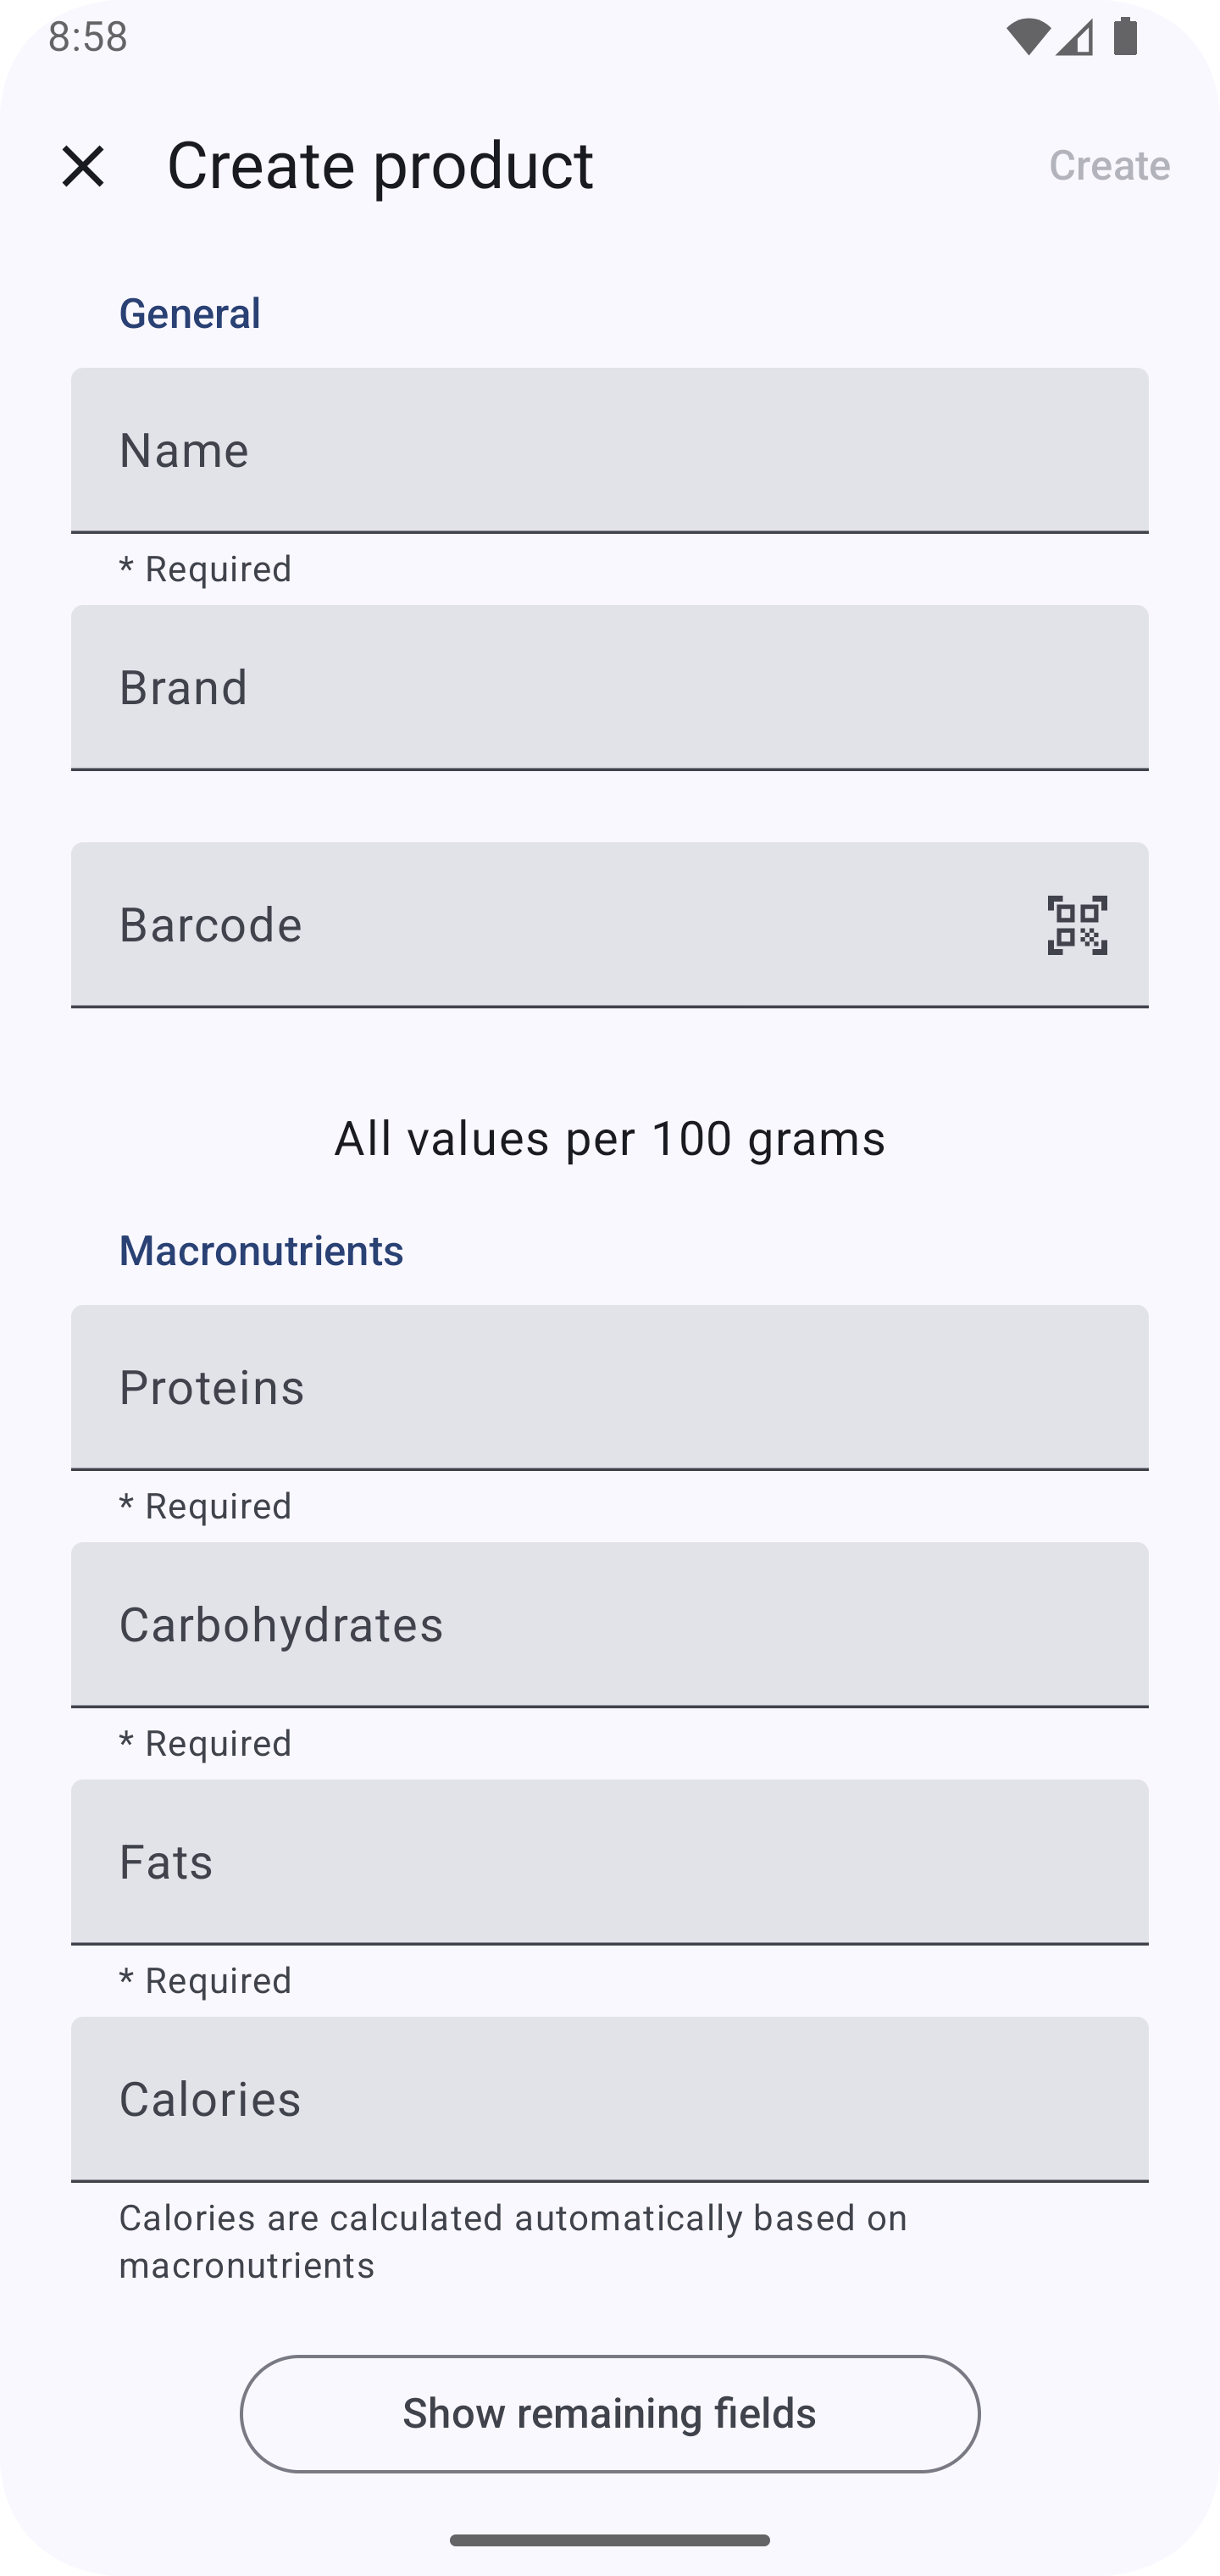 8:58
Create product
Create
General
Name
* Required
Brand
Barcode
All values per 100 grams
Macronutrients
Proteins
* Required
Carbohydrates
* Required
Fats
* Required
Calories
Calories are calculated automatically based on
macronutrients
Show remaining fields